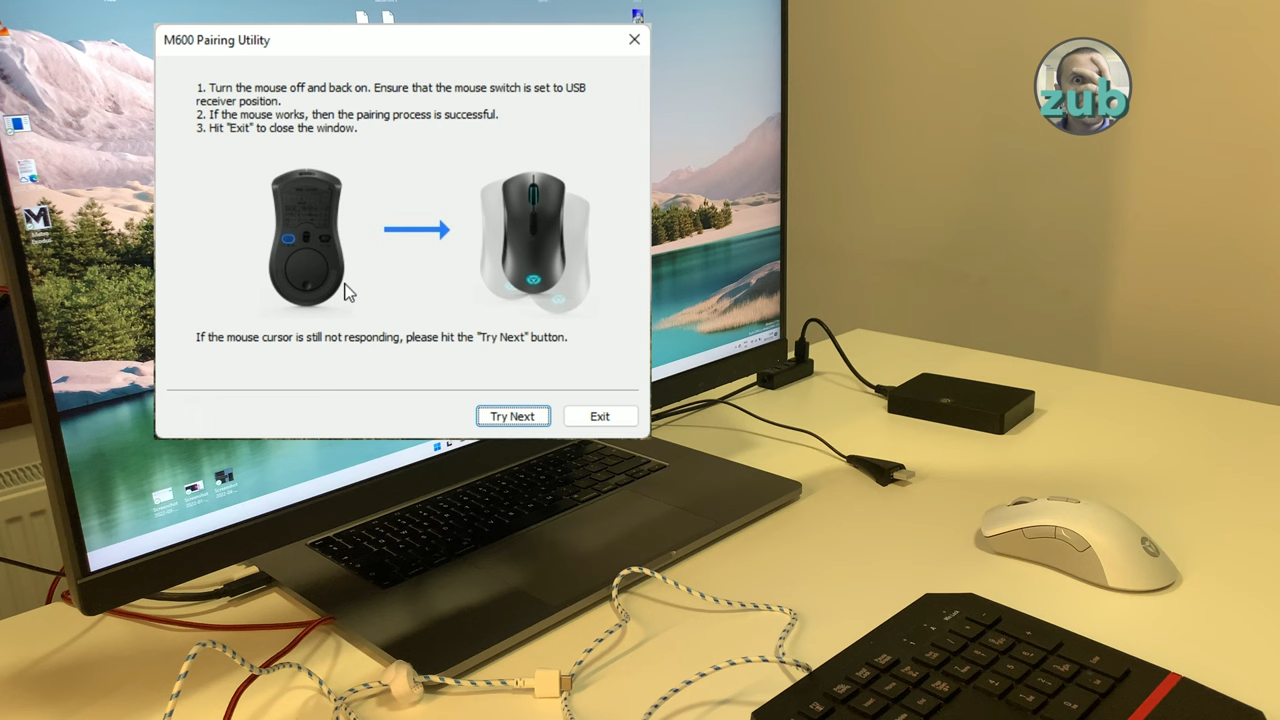 M600 Pairing Utility
1. Turn the mouse off and back on. Ensure that the mouse switch is set to USB
receiver position.
2. If the mouse works, then the pairing process is successful.
3. Hit "Exit" to close the window.
If the mouse cursor is still not responding, please hit the "Try Next" button.
Try Next
Exit
zub
Screenshot
Screenshot
Screenshot